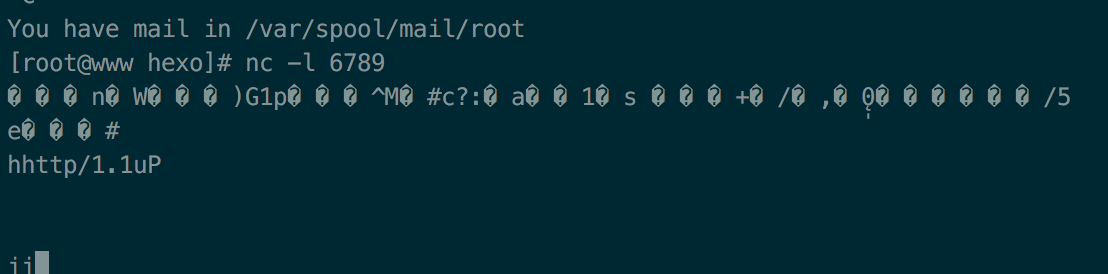 You have mail in /var/spool/mail/root
[root@www hexo]# nc -l 6789
���n�W���)G1p���^M�#c?:�a��1�s���+�/�,�0̨������/5
e���#
hhttp/1.1uP
ii